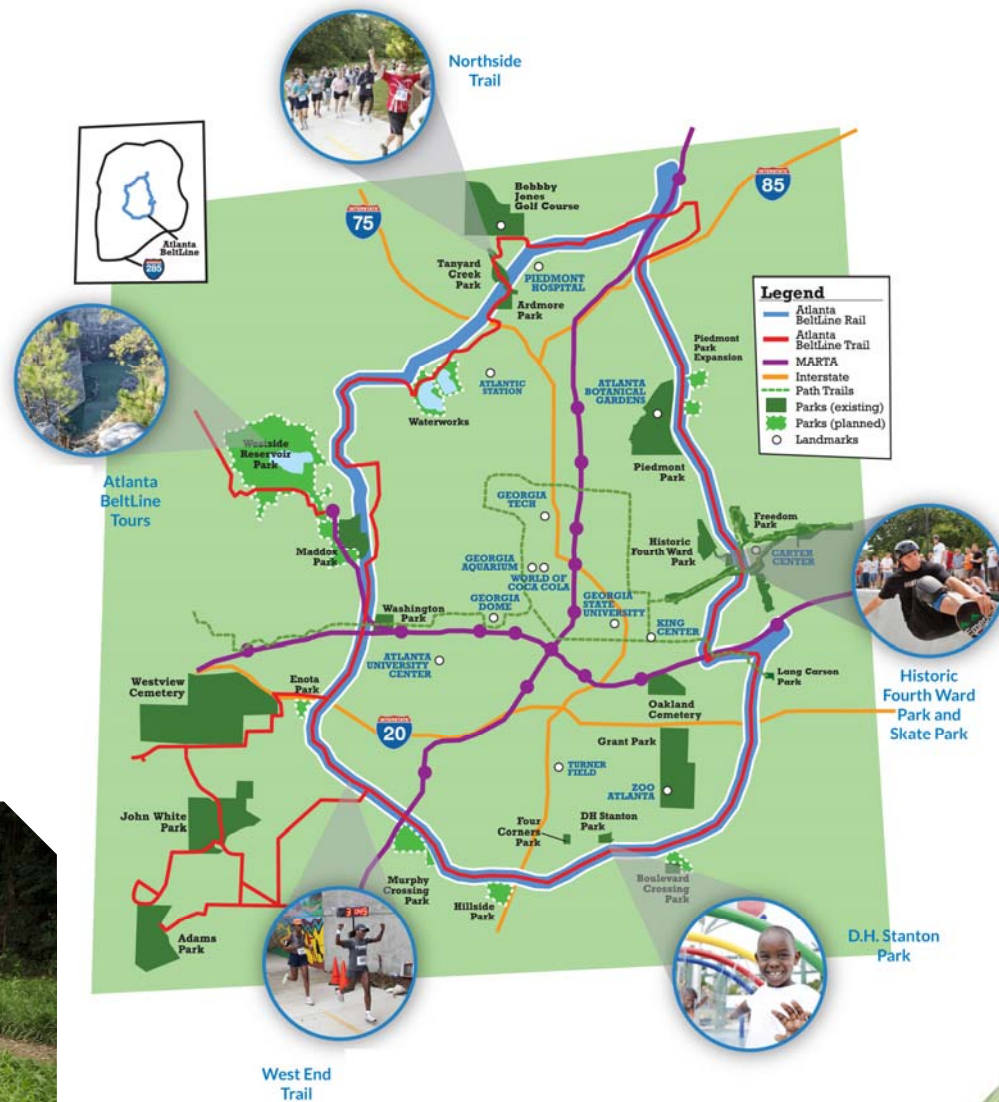 Northside
Trail
Atlanta
BeltLine
INTERSTATE
285
INTERSTATE
75
INTERSTATE
85
Bobbby
Jones
Golf Course
Tanyard
Creek
Park
PIEDMONT
HOSPITAL
Ardmore
Park
Legend
Atlanta
BeltLine Rail
Atlanta
BeltLine Trail
MARTA
Interstate
Path Trails
Parks (existing)
Parks (planned)
Landmarks
Piedmont
Park
Expansion
ATLANTIC
STATION
ATLANTA
BOTANICAL
GARDENS
Waterworks
Westside
Reservoir
Park
Piedmont
Park
Atlanta
BeltLine
Tours
GEORGIA
TECH
Freedom
Park
Historic
Fourth Ward
Park
CARTER
CENTER
Maddox
Park
GEORGIA
AQUARIUM
WORLD OF
COCA COLA
GEORGIA
DOME
GEORGIA
STATE
UNIVERSITY
KING
CENTER
Washington
Park
ATLANTA
UNIVERSITY
CENTER
Lang Carson
Park
Westview
Cemetery
Enota
Park
Oakland
Cemetery
Historic
Fourth Ward
Park and
Skate Park
INTERSTATE
20
Grant Park
TURNER
FIELD
ZOO
ATLANTA
John White
Park
Four
Corners
Park
DH Stanton
Park
Murphy
Crossing
Park
Hillside
Park
Boulevard
Crossing
Park
Adams
Park
D.H. Stanton
Park
West End
Trail